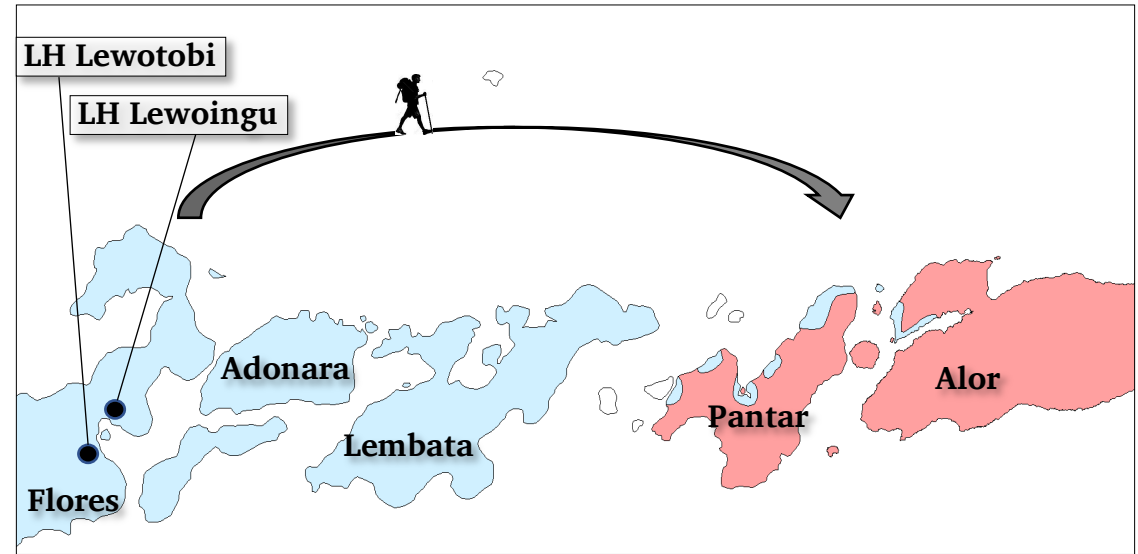 LH Lewotobi
LH Lewoingu
Adonara
Alor
Pantar
Lembata
Flores